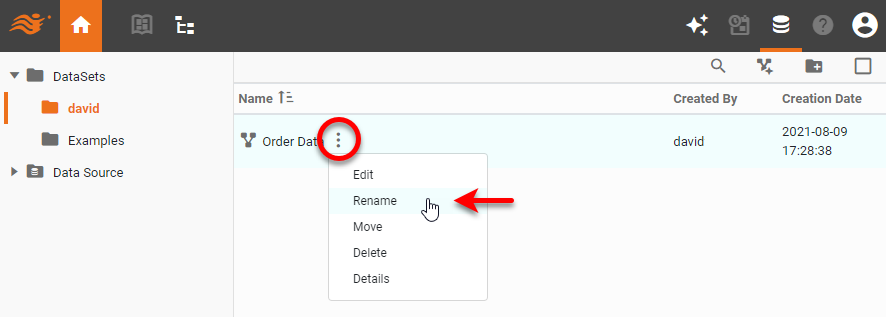 DataSets
david
Examples
Data Source
Name Created By Creation Date
Order Data david 2021-08-09
17:28:38
Edit
Rename
Move
Delete
Details